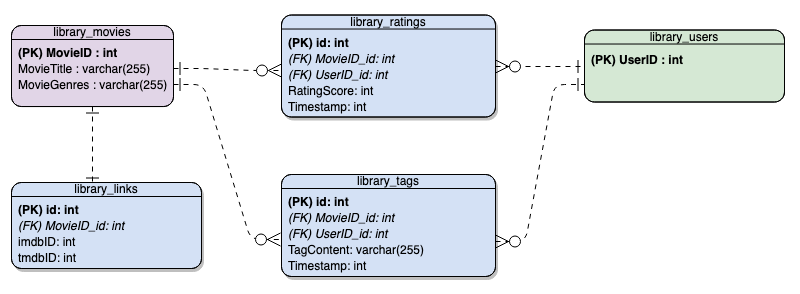 library_movies
(PK) MovieID : int
MovieTitle : varchar(255)
MovieGenres : varchar(255)
library_ratings
(PK) id: int
(FK) MovieID_id: int
(FK) UserID_id: int
RatingScore: int
Timestamp: int
library_users
(PK) UserID : int
library_links
(PK) id: int
(FK) MovieID_id: int
imdbID: int
tmdbID: int
library_tags
(PK) id: int
(FK) MovieID_id: int
(FK) UserID_id: int
TagContent: varchar(255)
Timestamp: int